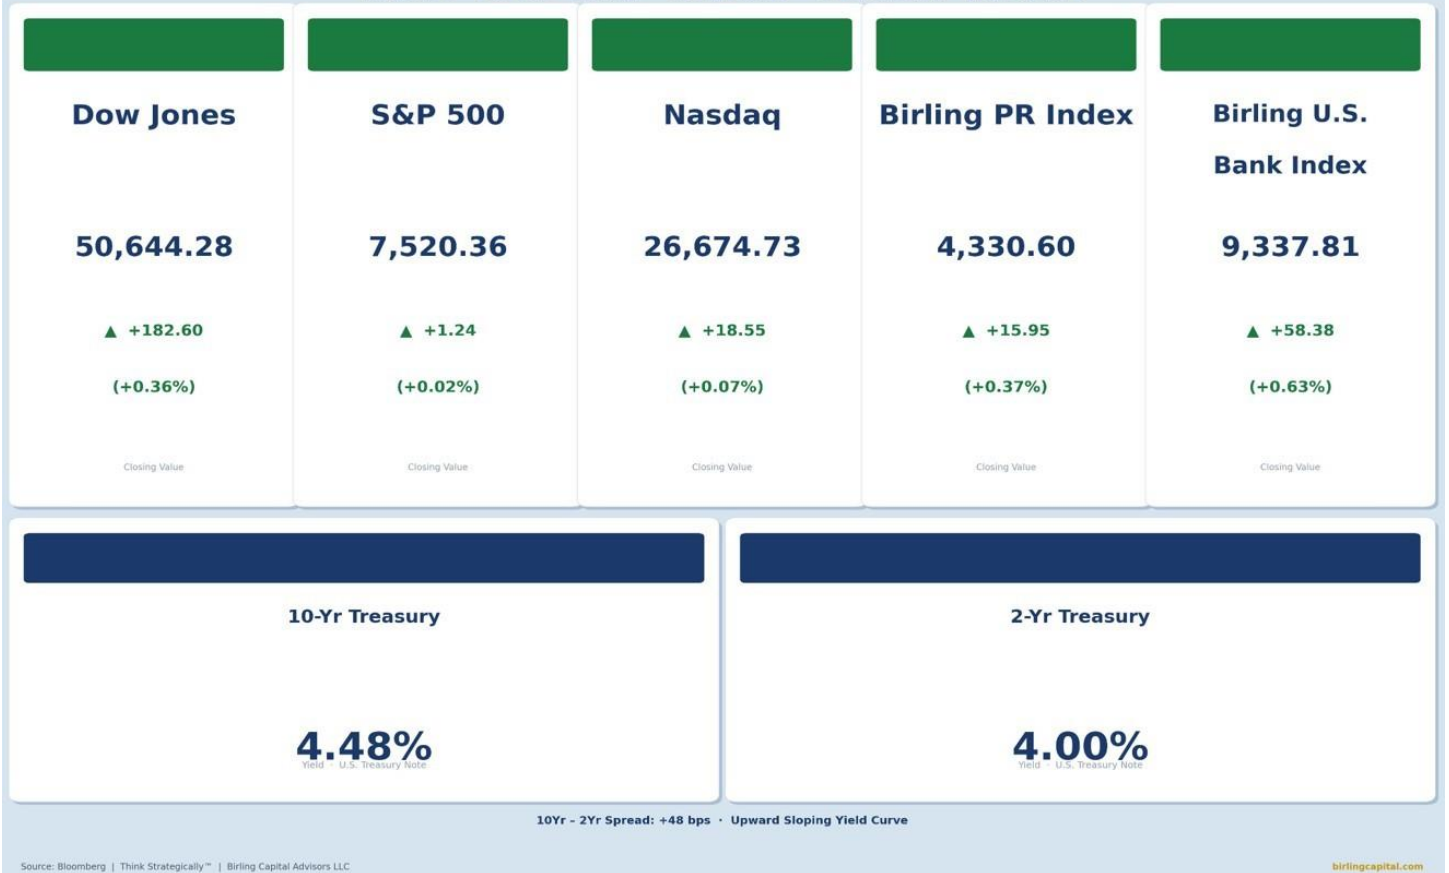 Dow Jones
50,644.28
▲ +182.60
(+0.36%)
Closing Value
S&P 500
7,520.36
▲ +1.24
(+0.02%)
Closing Value
Nasdaq
26,674.73
▲ +18.55
(+0.07%)
Closing Value
Birling PR Index
4,330.60
▲ +15.95
(+0.37%)
Closing Value
Birling U.S.
Bank Index
9,337.81
▲ +58.38
(+0.63%)
Closing Value
10-Yr Treasury
4.48%
Yield · U.S. Treasury Note
2-Yr Treasury
4.00%
Yield · U.S. Treasury Note
10Yr – 2Yr Spread: +48 bps · Upward Sloping Yield Curve
Source: Bloomberg | Think Strategically™ | Birling Capital Advisors LLC
birlingcapital.com